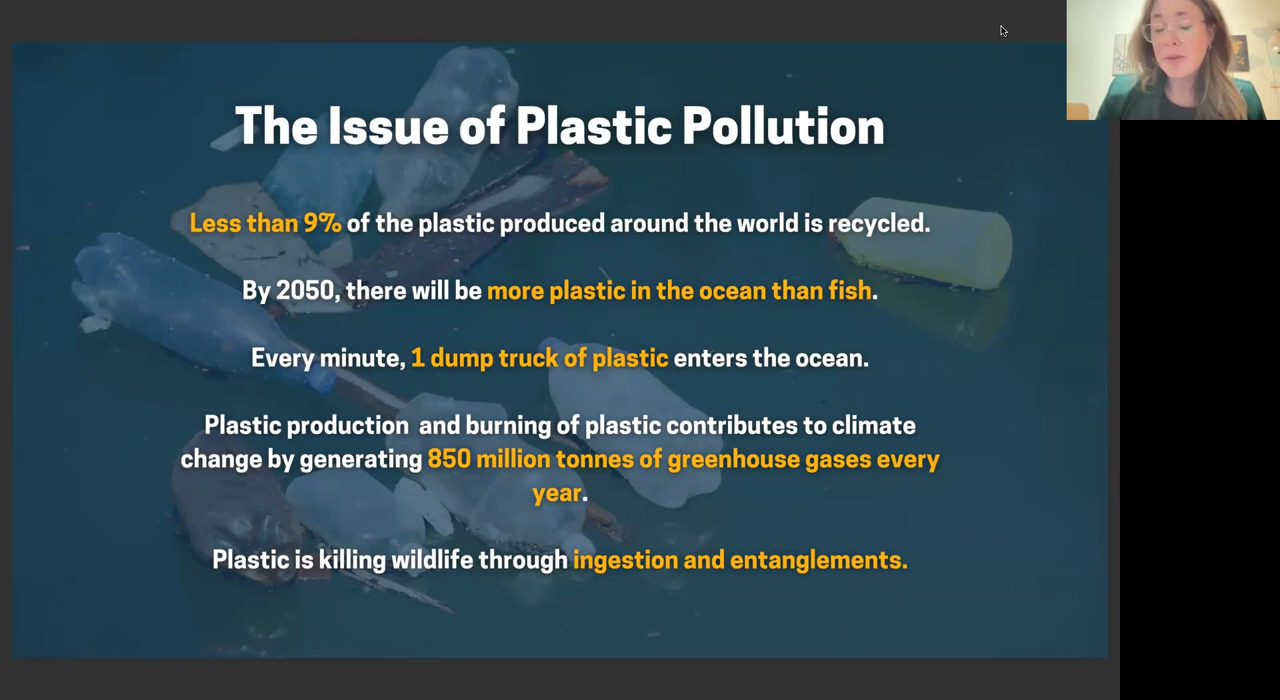 The Issue of Plastic Pollution
Less than 9% of the plastic produced around the world is recycled.
By 2050, there will be more plastic in the ocean than fish.
Every minute, 1 dump truck of plastic enters the ocean.
Plastic production  and burning of plastic contributes to climate
change by generating 850 million tonnes of greenhouse gases every
year.
Plastic is killing wildlife through ingestion and entanglements.